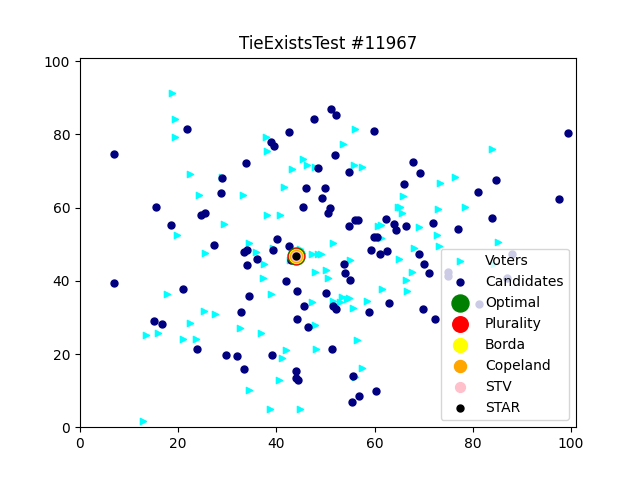 TieExistsTest #11967
100
80
60
40
20
0
0 20 40 60 80 100
Voters
Candidates
Optimal
Plurality
Borda
Copeland
STV
STAR